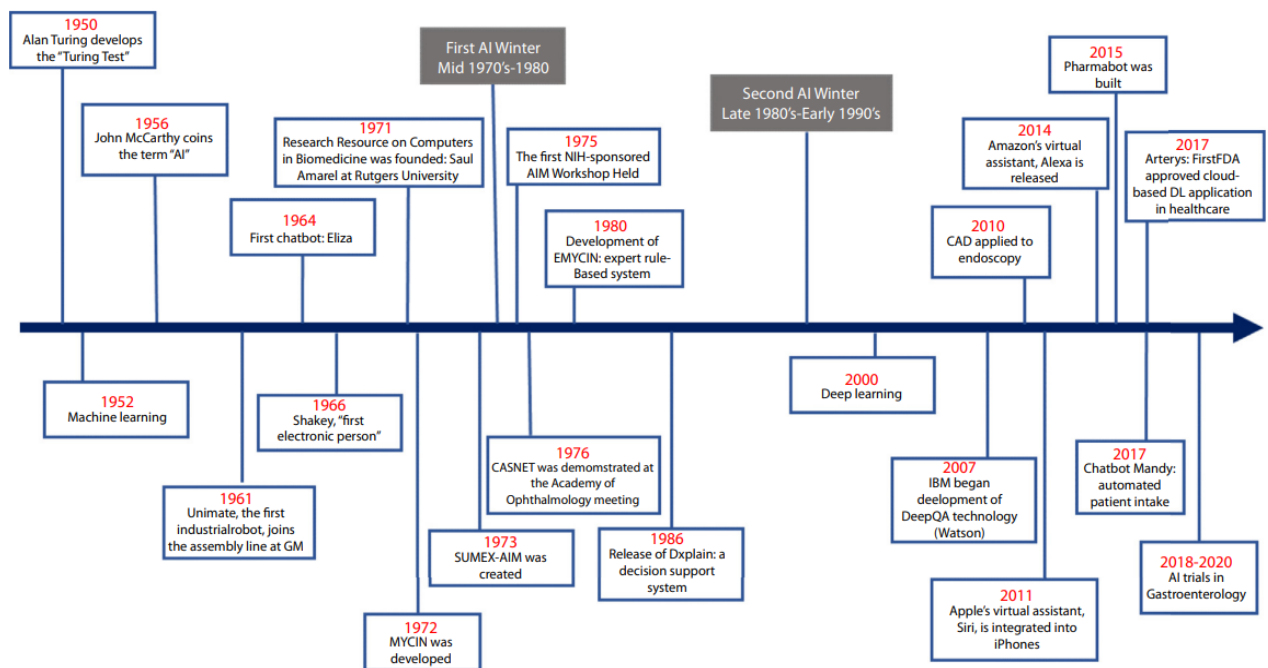 1950
Alan Turing develops
the “Turing Test”
1956
John McCarthy coins
the term “AI”
1964
First chatbot: Eliza
1971
Research Resource on Computers
in Biomedicine was founded: Saul
Amarel at Rutgers University
First AI Winter
Mid 1970’s-1980
1975
The first NIH-sponsored
AIM Workshop Held
1980
Development of
EMYCIN: expert rule-
Based system
Second AI Winter
Late 1980’s-Early 1990’s
2010
CAD applied to
endoscopy
2014
Amazon’s virtual
assistant, Alexa is
released
2015
Pharmabot was
built
2017
Arterys: FirstFDA
approved cloud-
based DL application
in healthcare
1952
Machine learning
1961
Unimate, the first
industrialrobot, joins
the assembly line at GM
1966
Shakey, “first
electronic person”
1972
MYCIN was
developed
1973
SUMEX-AIM was
created
1976
CASNET was demomstrated at
the Academy of
Ophthalmology meeting
1986
Release of Dxplain: a
decision support
system
2000
Deep learning
2007
IBM began
deelopment of
DeepQA technology
(Watson)
2011
Apple’s virtual assistant,
Siri, is integrated into
iPhones
2017
Chatbot Mandy:
automated
patient intake
2018-2020
AI trials in
Gastroenterology